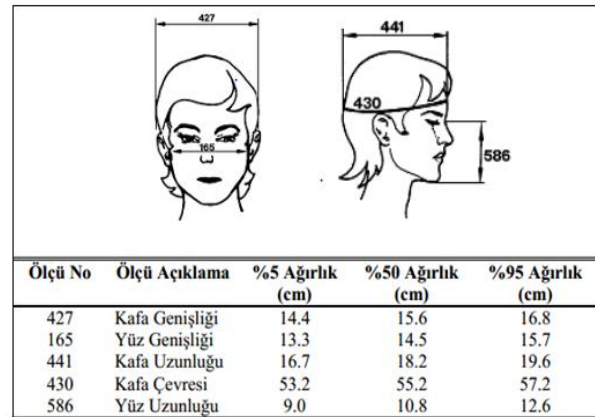 427
441
430
165
586
Ölçü No Ölçü Açıklama %5 Ağırlık (cm) %50 Ağırlık (cm) %95 Ağırlık (cm)
427 Kafa Genişliği 14.4 15.6 16.8
165 Yüz Genişliği 13.3 14.5 15.7
441 Kafa Uzunluğu 16.7 18.2 19.6
430 Kafa Çevresi 53.2 55.2 57.2
586 Yüz Uzunluğu 9.0 10.8 12.6